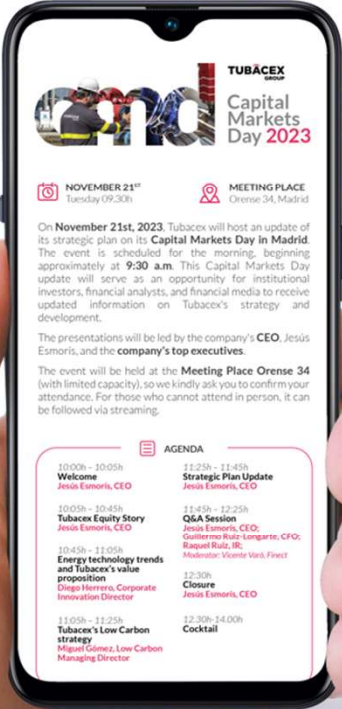 cmd
TUBACEX
GROUP
Capital
Markets
Day 2023
NOVEMBER 21ST
Tuesday 09.30h
MEETING PLACE
Orense 34, Madrid
On November 21st, 2023, Tubacex will host an update of
its strategic plan on its Capital Markets Day in Madrid.
The event is scheduled for the morning, beginning
approximately at 9:30 a.m. This Capital Markets Day
update will serve as an opportunity for institutional
investors, financial analysts, and financial media to receive
updated information on Tubacex's strategy and
development.
The presentations will be led by the company's CEO, Jesús
Esmorís, and the company's top executives.
The event will be held at the Meeting Place Orense 34
(with limited capacity), so we kindly ask you to confirm your
attendance. For those who cannot attend in person, it can
be followed via streaming.
AGENDA
10:00h – 10:05h
Welcome
Jesús Esmorís, CEO
10:05h – 10:45h
Tubacex Equity Story
Jesús Esmorís, CEO
10:45h – 11:05h
Energy technology trends
and Tubacex's value
proposition
Diego Herrero, Corporate
Innovation Director
11:05h – 11:25h
Tubacex's Low Carbon
strategy
Miguel Gómez, Low Carbon
Managing Director
11:25h – 11:45h
Strategic Plan Update
Jesús Esmorís, CEO
11:45h – 12:25h
Q&A Session
Jesús Esmorís, CEO;
Guillermo Ruiz-Longarte, CFO;
Raquel Ruiz, IR;
Moderator: Vicente Varó, Finect
12:30h
Closure
Jesús Esmorís, CEO
12.30h-14.00h
Cocktail